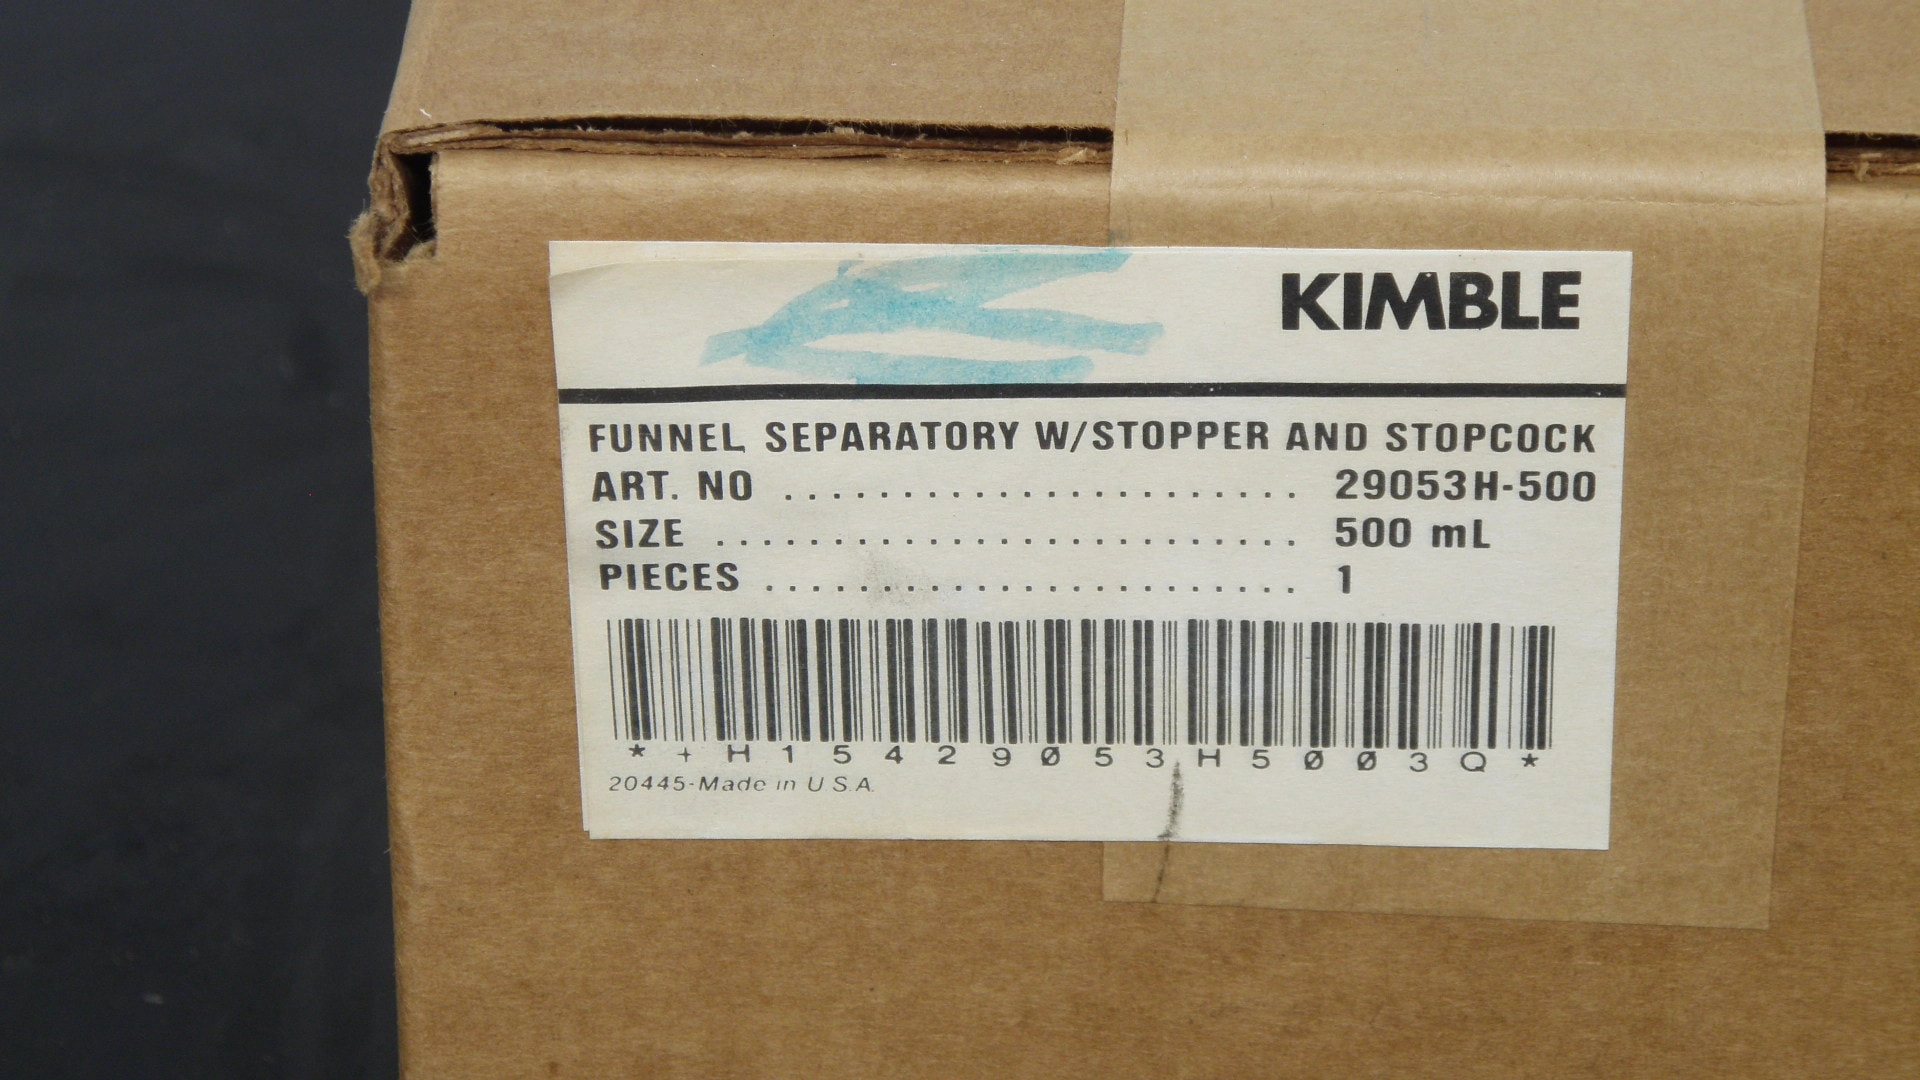 KIMBLE
FUNNEL SEPARATORY W/STOPPER AND STOPCOCK
ART. NO ...................... 29053H-500
SIZE ......................... 500 mL
PIECES ....................... 1
* + H 1 5 4 2 9 0 5 3 H 5 0 0 3 Q *
20445-Made in U.S.A.